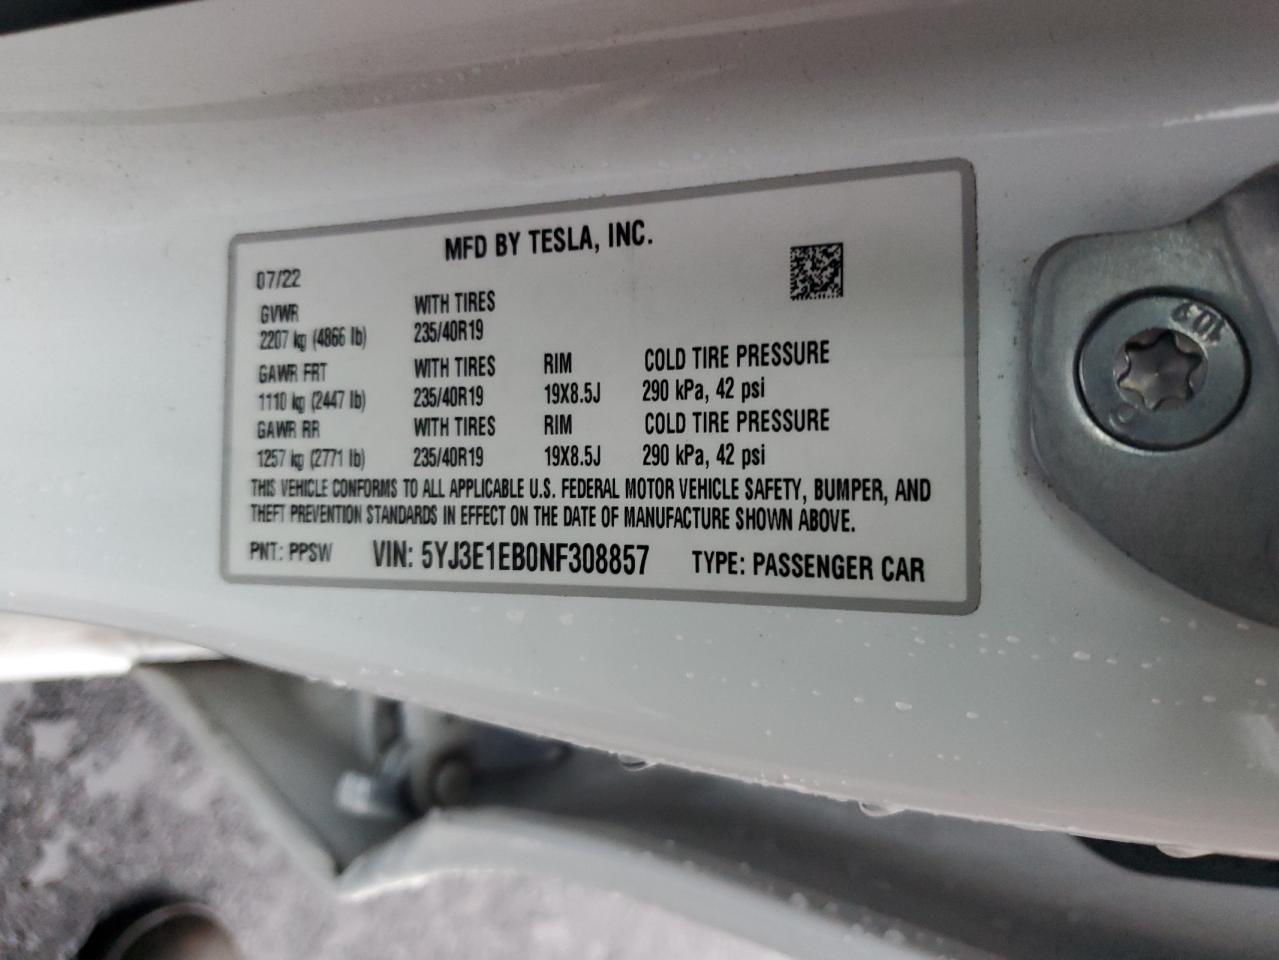 MFD BY TESLA, INC.
07/22
GVWR WITH TIRES
2207 kg (4866 lb) 235/40R19
GAWR FRT WITH TIRES RIM COLD TIRE PRESSURE
1110 kg (2447 lb) 235/40R19 19X8.5J 290 kPa, 42 psi
GAWR RR WITH TIRES RIM COLD TIRE PRESSURE
1257 kg (2771 lb) 235/40R19 19X8.5J 290 kPa, 42 psi
THIS VEHICLE CONFORMS TO ALL APPLICABLE U.S. FEDERAL MOTOR VEHICLE SAFETY, BUMPER, AND
THEFT PREVENTION STANDARDS IN EFFECT ON THE DATE OF MANUFACTURE SHOWN ABOVE.
PNT: PPSW VIN: 5YJ3E1EB0NF308857 TYPE: PASSENGER CAR